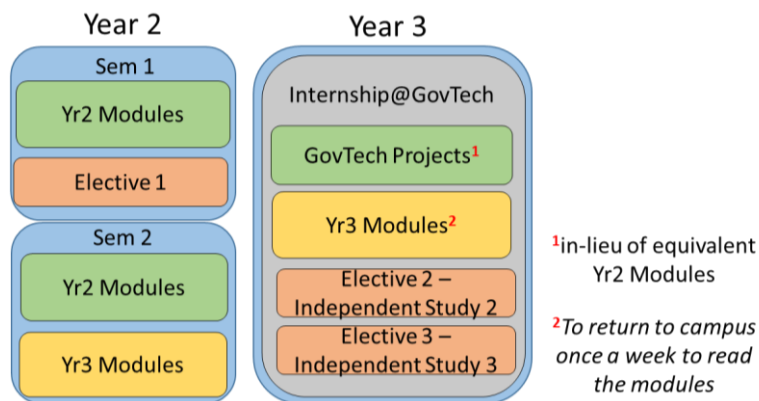 Year 2
Sem 1
Yr2 Modules
Elective 1
Sem 2
Yr2 Modules
Yr3 Modules
Year 3
Internship@GovTech
GovTech Projects¹
Yr3 Modules²
Elective 2 –
Independent Study 2
Elective 3 –
Independent Study 3
¹in-lieu of equivalent
Yr2 Modules
²To return to campus
once a week to read
the modules